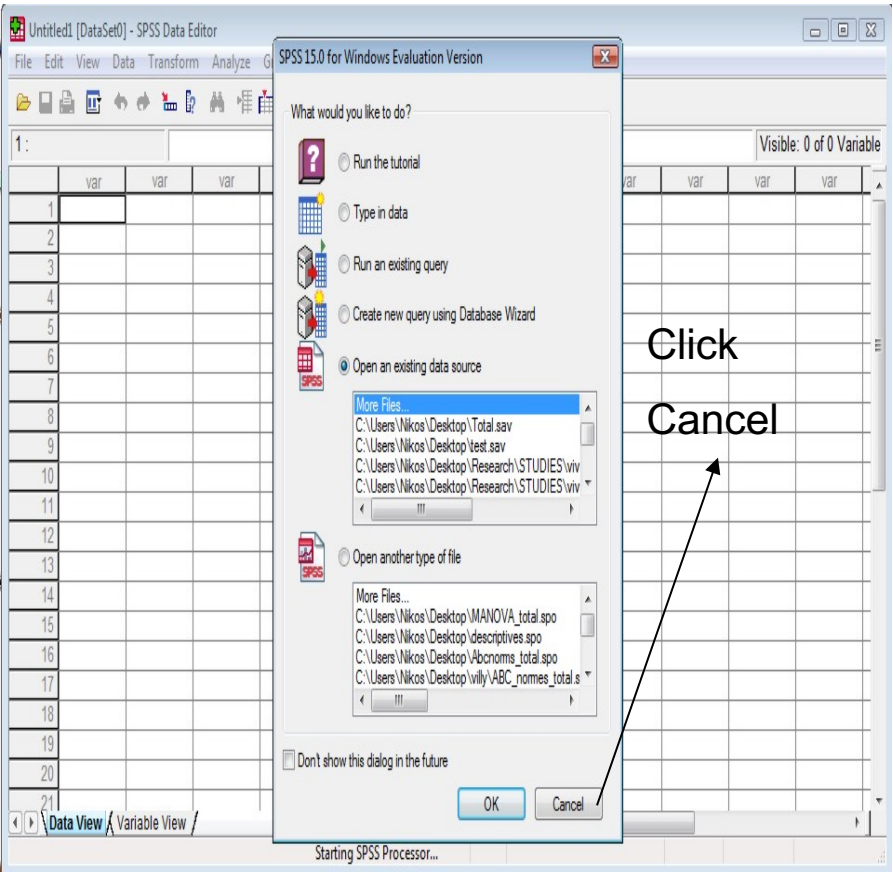 Untitled1 [DataSet0] - SPSS Data Editor
File Edit View Data Transform Analyze
SPSS 15.0 for Windows Evaluation Version
What would you like to do?
1 :
Visible: 0 of 0 Variable
var var var var var var var
Run the tutorial
Type in data
Run an existing query
Create new query using Database Wizard
Open an existing data source
SPSS
More Files...
C:\Users\Nikos\Desktop\Total.sav
C:\Users\Nikos\Desktop\test.sav
C:\Users\Nikos\Desktop\Research\STUDIES\viv
C:\Users\Nikos\Desktop\Research\STUDIES\viv
Open another type of file
SPSS
More Files...
C:\Users\Nikos\Desktop\MANOVA_total.spo
C:\Users\Nikos\Desktop\descriptives.spo
C:\Users\Nikos\Desktop\Abcnorms_total.spo
C:\Users\Nikos\Desktop\villy\ABC_normes_total.s
Don't show this dialog in the future
OK Cancel
Click
Cancel
1
2
3
4
5
6
7
8
9
10
11
12
13
14
15
16
17
18
19
20
21
Data View Variable View
Starting SPSS Processor...